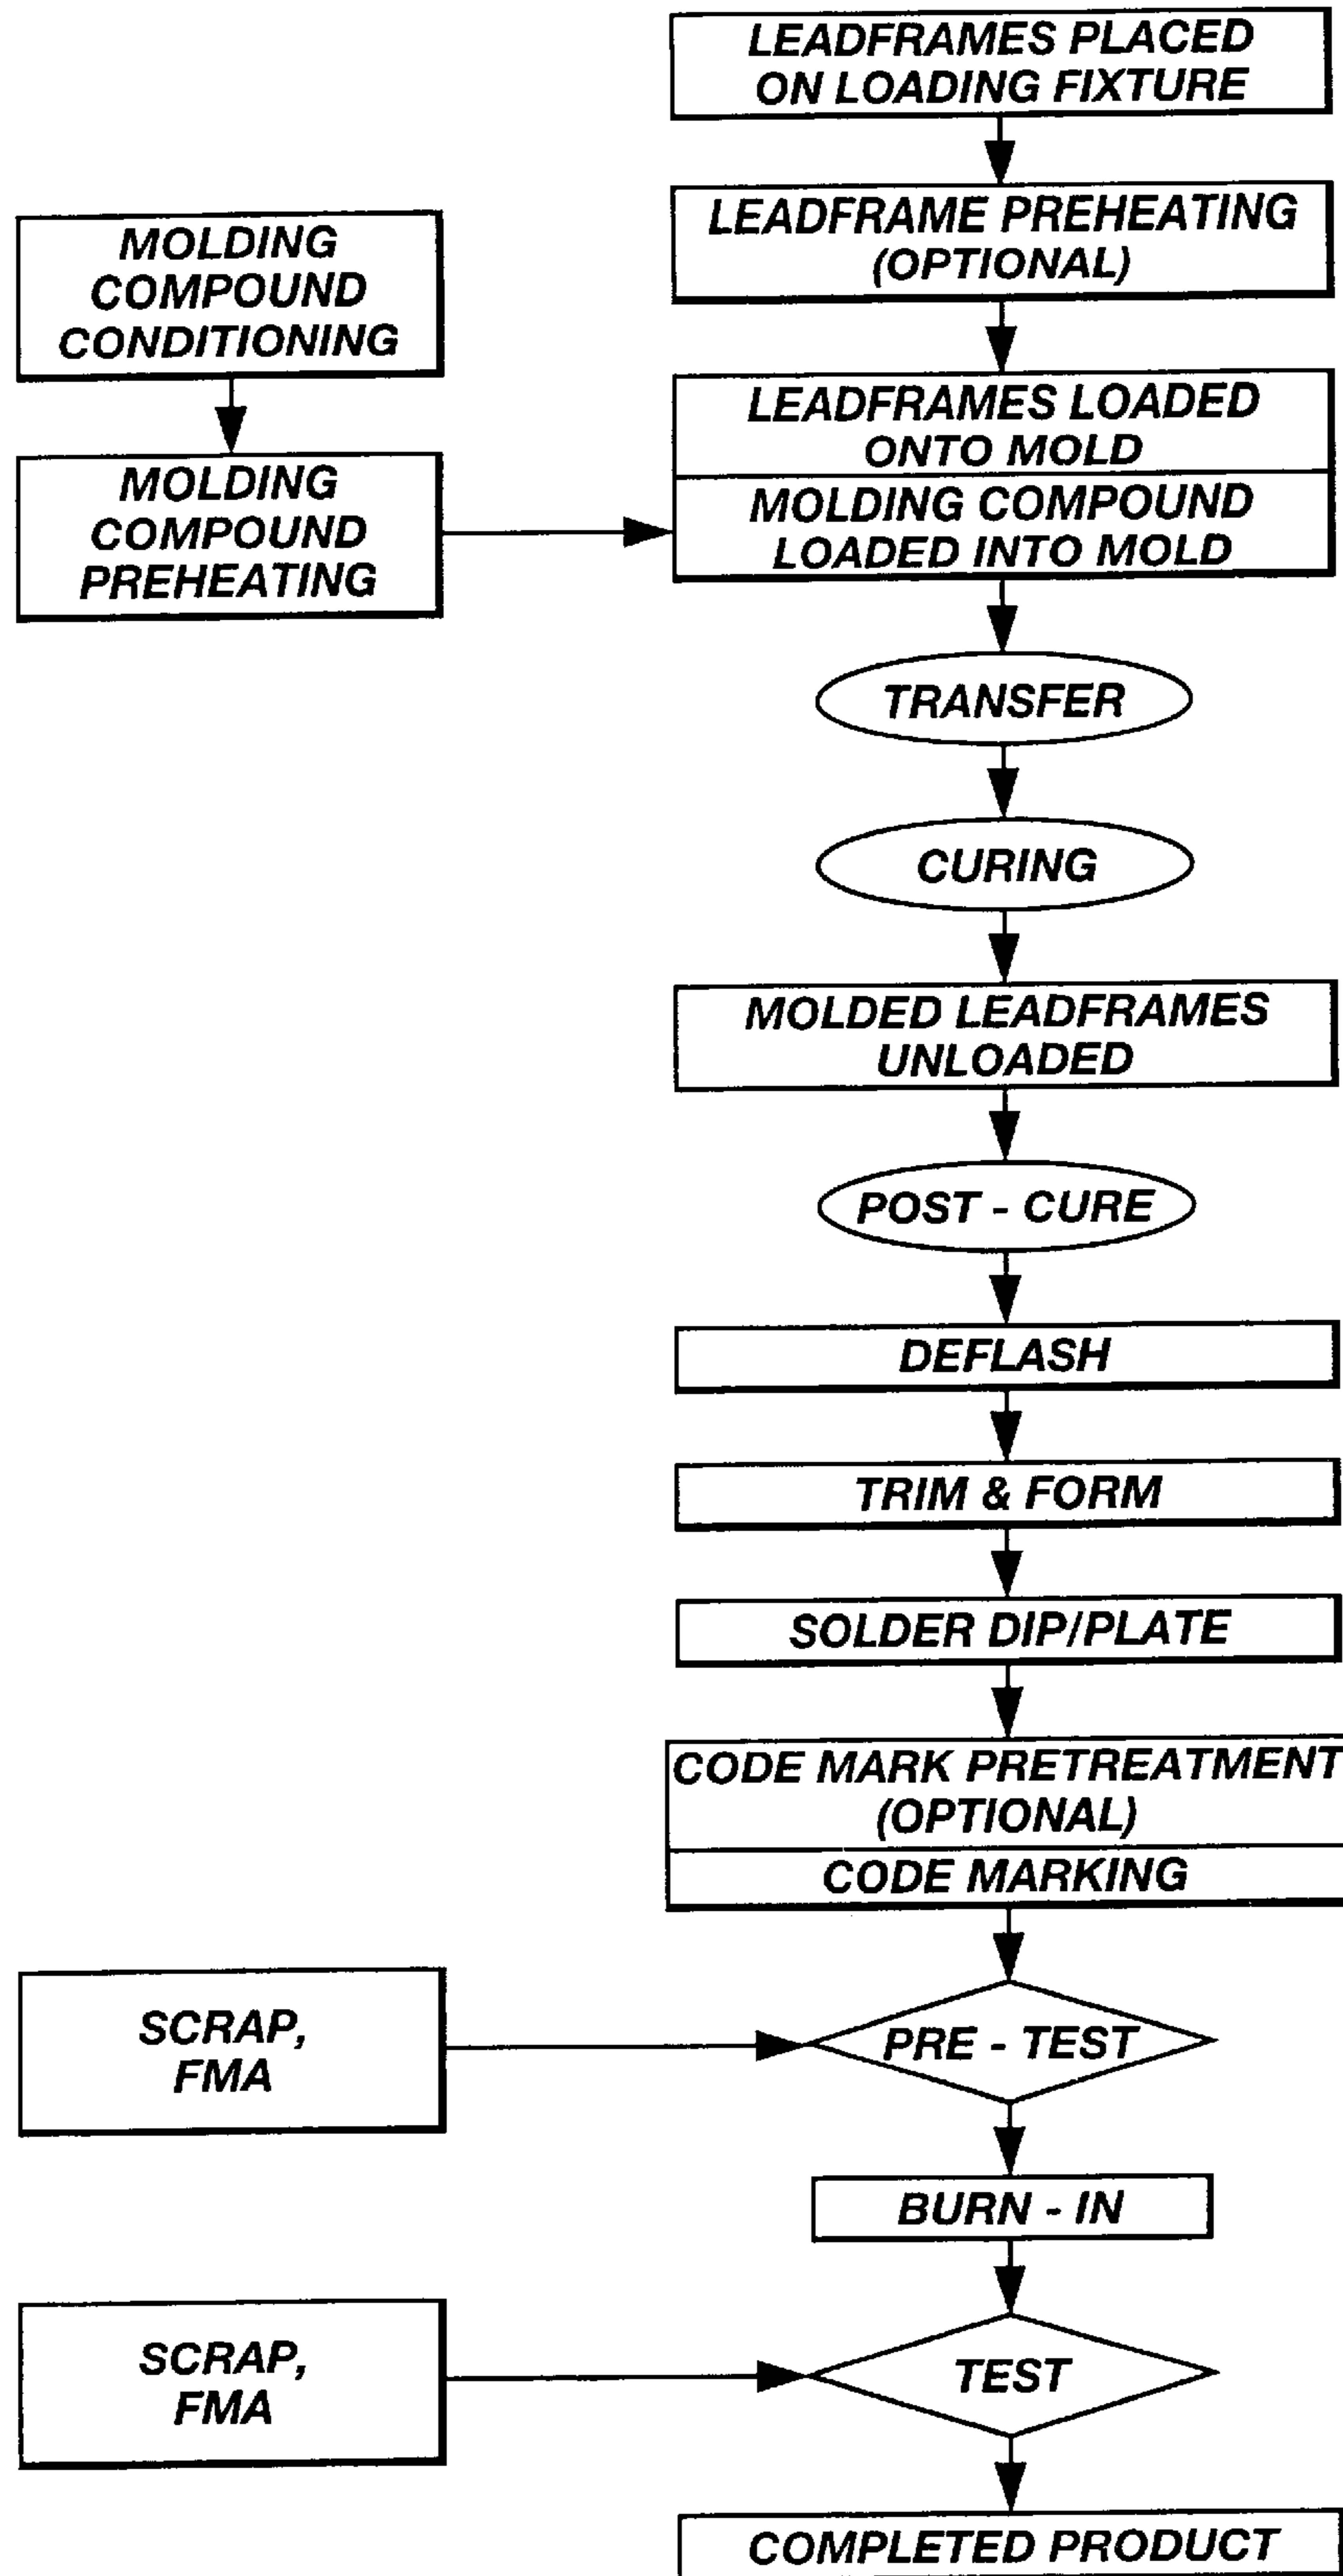 LEADFRAMES PLACED
ON LOADING FIXTURE
LEADFRAME PREHEATING
(OPTIONAL)
MOLDING
COMPOUND
CONDITIONING
LEADFRAMES LOADED
ONTO MOLD
MOLDING
COMPOUND
PREHEATING
MOLDING COMPOUND
LOADED INTO MOLD
TRANSFER
CURING
MOLDED LEADFRAMES
UNLOADED
POST - CURE
DEFLASH
TRIM & FORM
SOLDER DIP/PLATE
CODE MARK PRETREATMENT
(OPTIONAL)
CODE MARKING
SCRAP,
FMA
PRE - TEST
BURN - IN
SCRAP,
FMA
TEST
COMPLETED PRODUCT